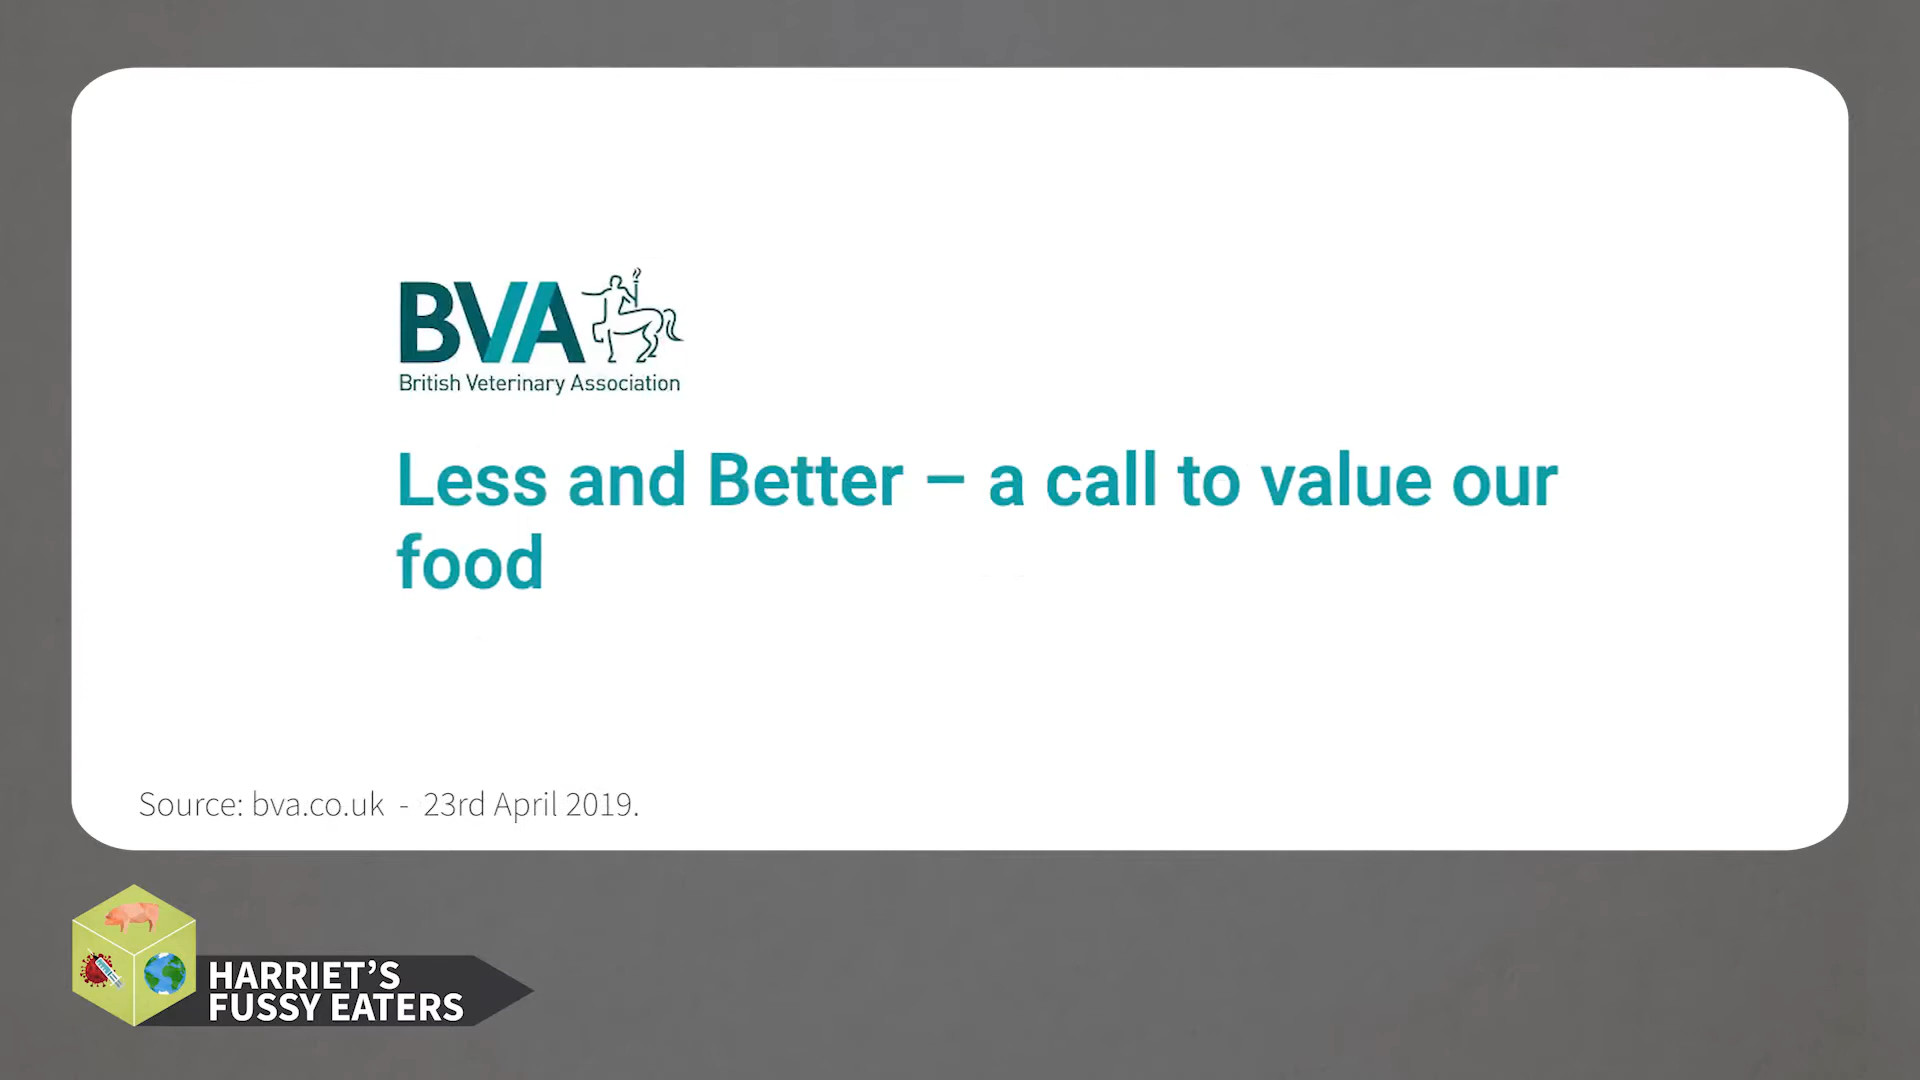 BVA
British Veterinary Association
Less and Better – a call to value our
food
Source: bva.co.uk - 23rd April 2019.
HARRIET'S
FUSSY EATERS